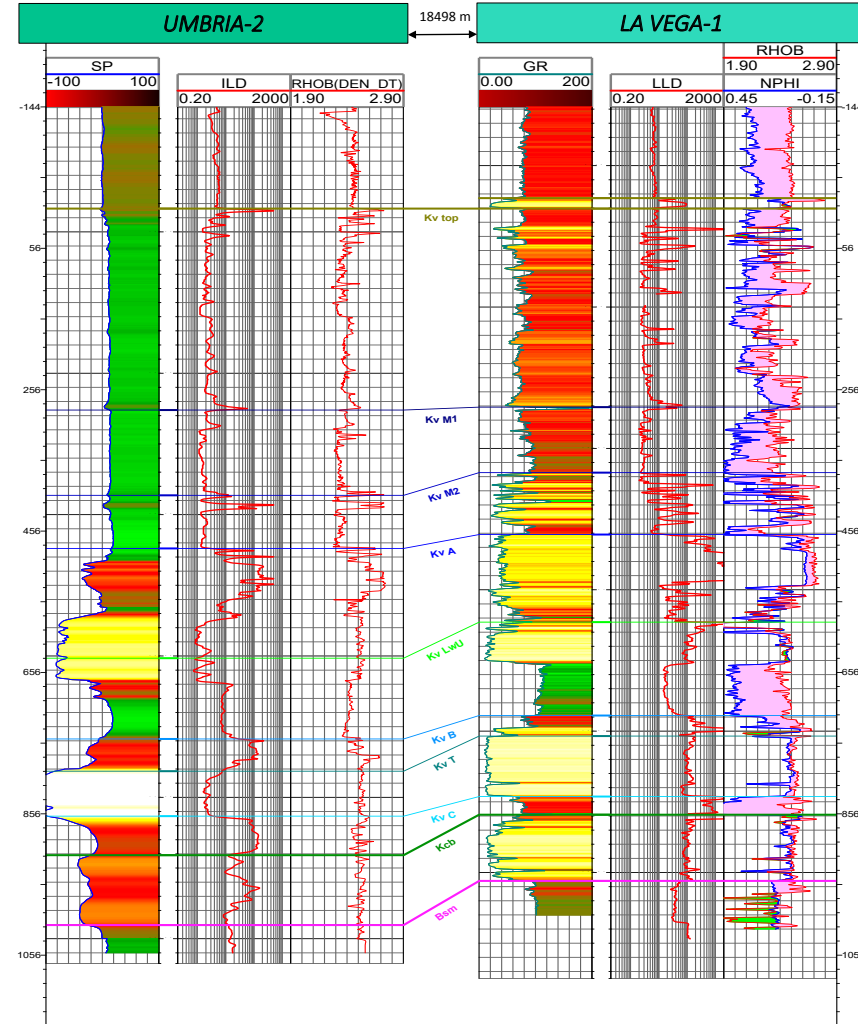 UMBRIA-2
18498 m
LA VEGA-1
SP
-100 100
ILD
0.20 2000
RHOB(DEN_DT)
1.90 2.90
GR
0.00 200
LLD
0.20 2000
RHOB
1.90 2.90
NPHI
0.45 -0.15
-144
56
256
456
656
856
1056
Kv top
Kv M1
Kv M2
Kv A
Kv LwU
Kv B
Kv T
Kv C
Kcb
Bsm
-144
56
256
456
656
856
105